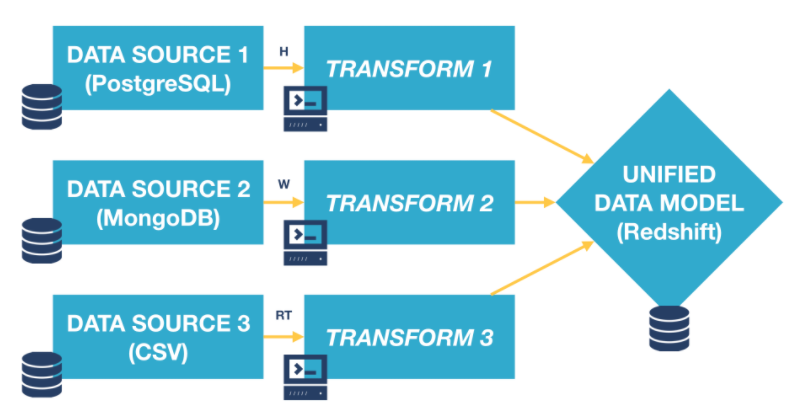 DATA SOURCE 1
(PostgreSQL)
H
TRANSFORM 1
DATA SOURCE 2
(MongoDB)
W
TRANSFORM 2
UNIFIED
DATA MODEL
(Redshift)
DATA SOURCE 3
(CSV)
RT
TRANSFORM 3